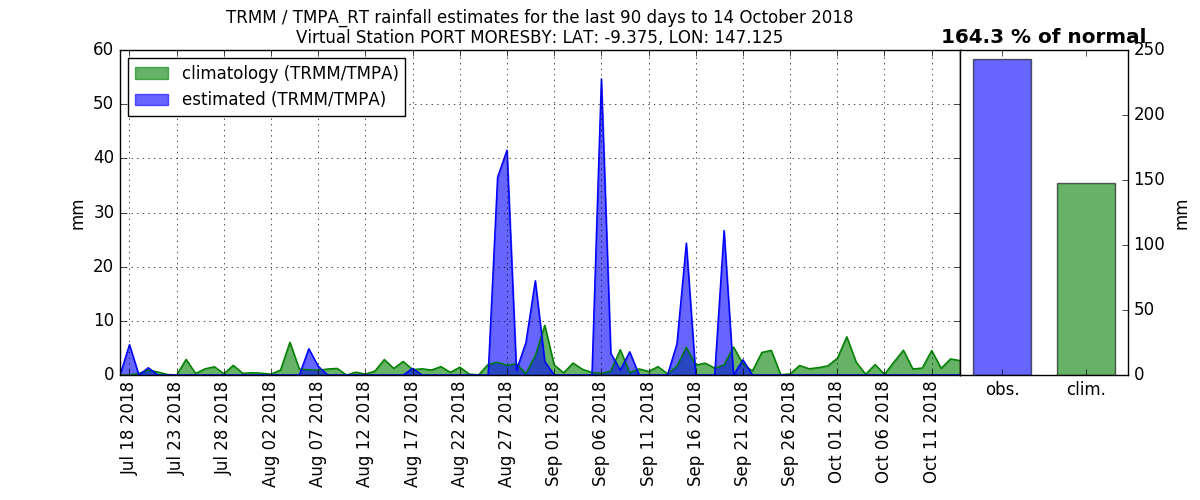 TRMM / TMPA_RT rainfall estimates for the last 90 days to 14 October 2018
Virtual Station PORT MORESBY: LAT: -9.375, LON: 147.125
164.3 % of normal
climatology (TRMM/TMPA)
estimated (TRMM/TMPA)
mm
60
50
40
30
20
10
0
Jul 18 2018
Jul 23 2018
Jul 28 2018
Aug 02 2018
Aug 07 2018
Aug 12 2018
Aug 17 2018
Aug 22 2018
Aug 27 2018
Sep 01 2018
Sep 06 2018
Sep 11 2018
Sep 16 2018
Sep 21 2018
Sep 26 2018
Oct 01 2018
Oct 06 2018
Oct 11 2018
250
200
150
100
50
0
mm
obs.
clim.